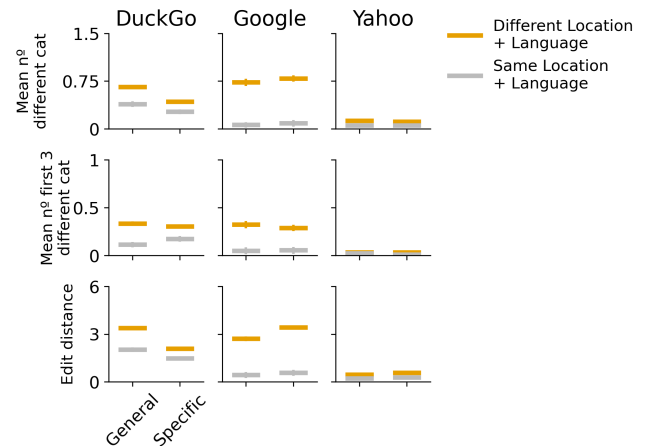 DuckGo Google Yahoo
Different Location
+ Language
Same Location
+ Language
Mean nº
different cat
1.5
0.75
0
Mean nº first 3
different cat
1
0.5
0
Edit distance
6
3
0
General Specific